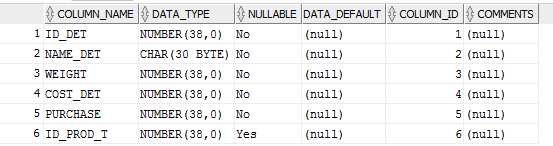 COLUMN_NAME DATA_TYPE NULLABLE DATA_DEFAULT COLUMN_ID COMMENTS
1 ID_DET NUMBER(38,0) No (null) 1 (null)
2 NAME_DET CHAR(30 BYTE) No (null) 2 (null)
3 WEIGHT NUMBER(38,0) No (null) 3 (null)
4 COST_DET NUMBER(38,0) No (null) 4 (null)
5 PURCHASE NUMBER(38,0) No (null) 5 (null)
6 ID_PROD_T NUMBER(38,0) Yes (null) 6 (null)